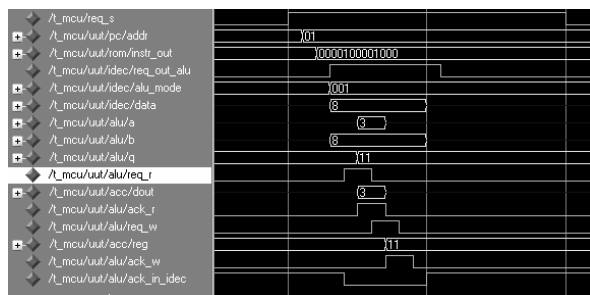 /t_mcu/req_s
/t_mcu/uut/pc/addr 01
/t_mcu/uut/rom/instr_out 0000100001000
/t_mcu/uut/idec/req_out_alu
/t_mcu/uut/idec/alu_mode 001
/t_mcu/uut/idec/data 8
/t_mcu/uut/alu/a 3
/t_mcu/uut/alu/b 8
/t_mcu/uut/alu/q 11
/t_mcu/uut/alu/req_r
/t_mcu/uut/acc/dout 3
/t_mcu/uut/alu/ack_r
/t_mcu/uut/alu/req_w
/t_mcu/uut/acc/reg 11
/t_mcu/uut/alu/ack_w
/t_mcu/uut/alu/ack_in_idec